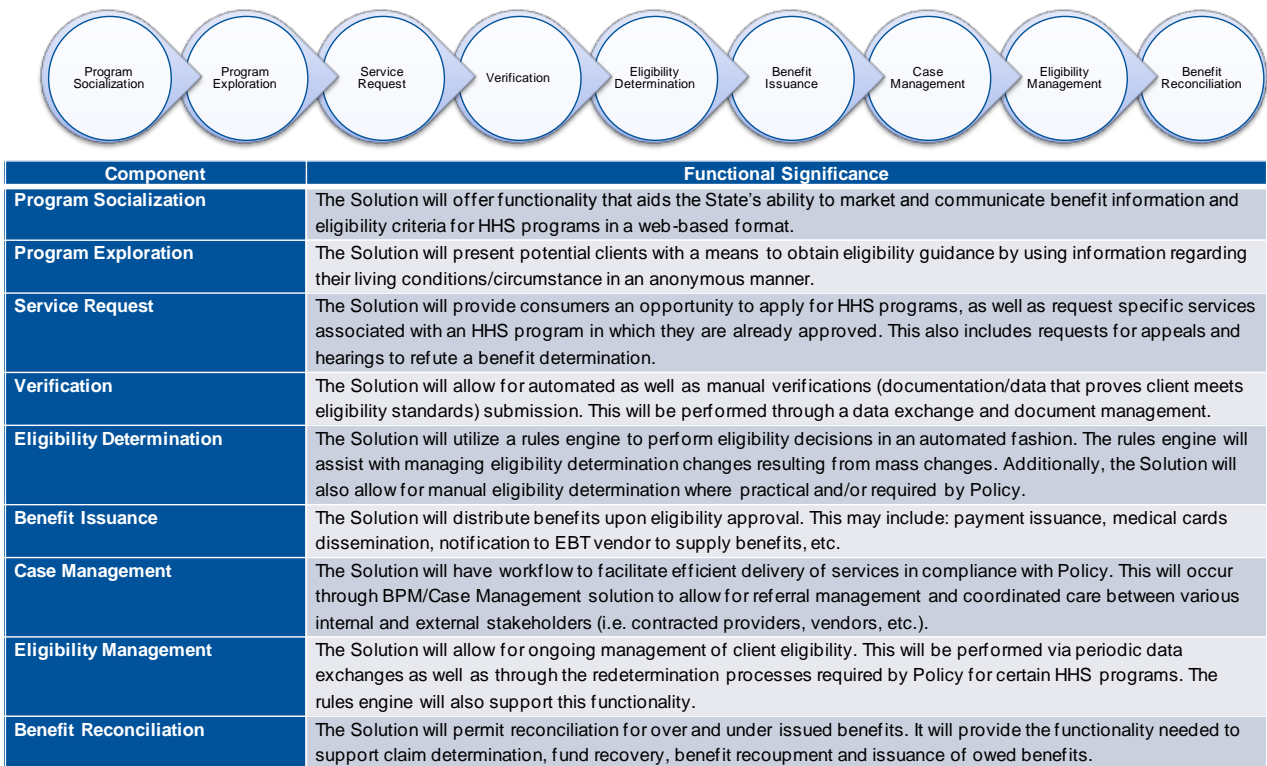 Program
Socialization
Program
Exploration
Service
Request
Verification
Eligibility
Determination
Benefit
Issuance
Case
Management
Eligibility
Management
Benefit
Reconciliation
Component
Functional Significance
Program Socialization
The Solution will offer functionality that aids the State's ability to market and communicate benefit information and
eligibility criteria for HHS programs in a web-based format.
Program Exploration
The Solution will present potential clients with a means to obtain eligibility guidance by using information regarding
their living conditions/circumstance in an anonymous manner.
Service Request
The Solution will provide consumers an opportunity to apply for HHS programs, as well as request specific services
associated with an HHS program in which they are already approved. This also includes requests for appeals and
hearings to refute a benefit determination.
Verification
The Solution will allow for automated as well as manual verifications (documentation/data that proves client meets
eligibility standards) submission. This will be performed through a data exchange and document management.
Eligibility Determination
The Solution will utilize a rules engine to perform eligibility decisions in an automated fashion. The rules engine will
assist with managing eligibility determination changes resulting from mass changes. Additionally, the Solution will
also allow for manual eligibility determination where practical and/or required by Policy.
Benefit Issuance
The Solution will distribute benefits upon eligibility approval. This may include: payment issuance, medical cards
dissemination, notification to EBT vendor to supply benefits, etc.
Case Management
The Solution will have workflow to facilitate efficient delivery of services in compliance with Policy. This will occur
through BPM/Case Management solution to allow for referral management and coordinated care between various
internal and external stakeholders (i.e. contracted providers, vendors, etc.).
Eligibility Management
The Solution will allow for ongoing management of client eligibility. This will be performed via periodic data
exchanges as well as through the redetermination processes required by Policy for certain HHS programs. The
rules engine will also support this functionality.
Benefit Reconciliation
The Solution will permit reconciliation for over and under issued benefits. It will provide the functionality needed to
support claim determination, fund recovery, benefit recoupment and issuance of owed benefits.